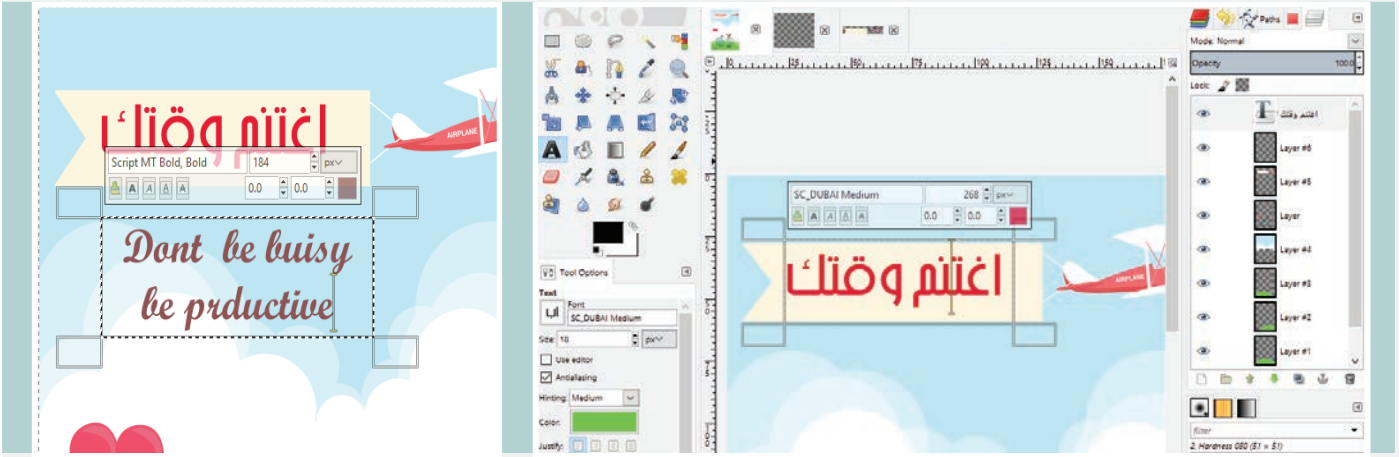 اغتنم وقتك
AIRPLANE
Script MT Bold, Bold
184
px
A A A A
0.0 0.0
Dont be buisy
be prductive
Paths
Mode: Normal
Opacity 100.0
Lock:
SC_DUBAI Medium
268
px
A A A A
0.0 0.0
اغتنم وقتك
AIRPLANE
Tool Options
Text
Font
SC_DUBAI Medium
Size: 18
px
Use editor
Antialiasing
Hinting: Medium
Color:
Justify:
اغتنم وقتك
Layer #6
Layer #5
Layer
Layer #4
Layer #3
Layer #2
Layer #1
filter
2. Hardness 050 (51 × 51)